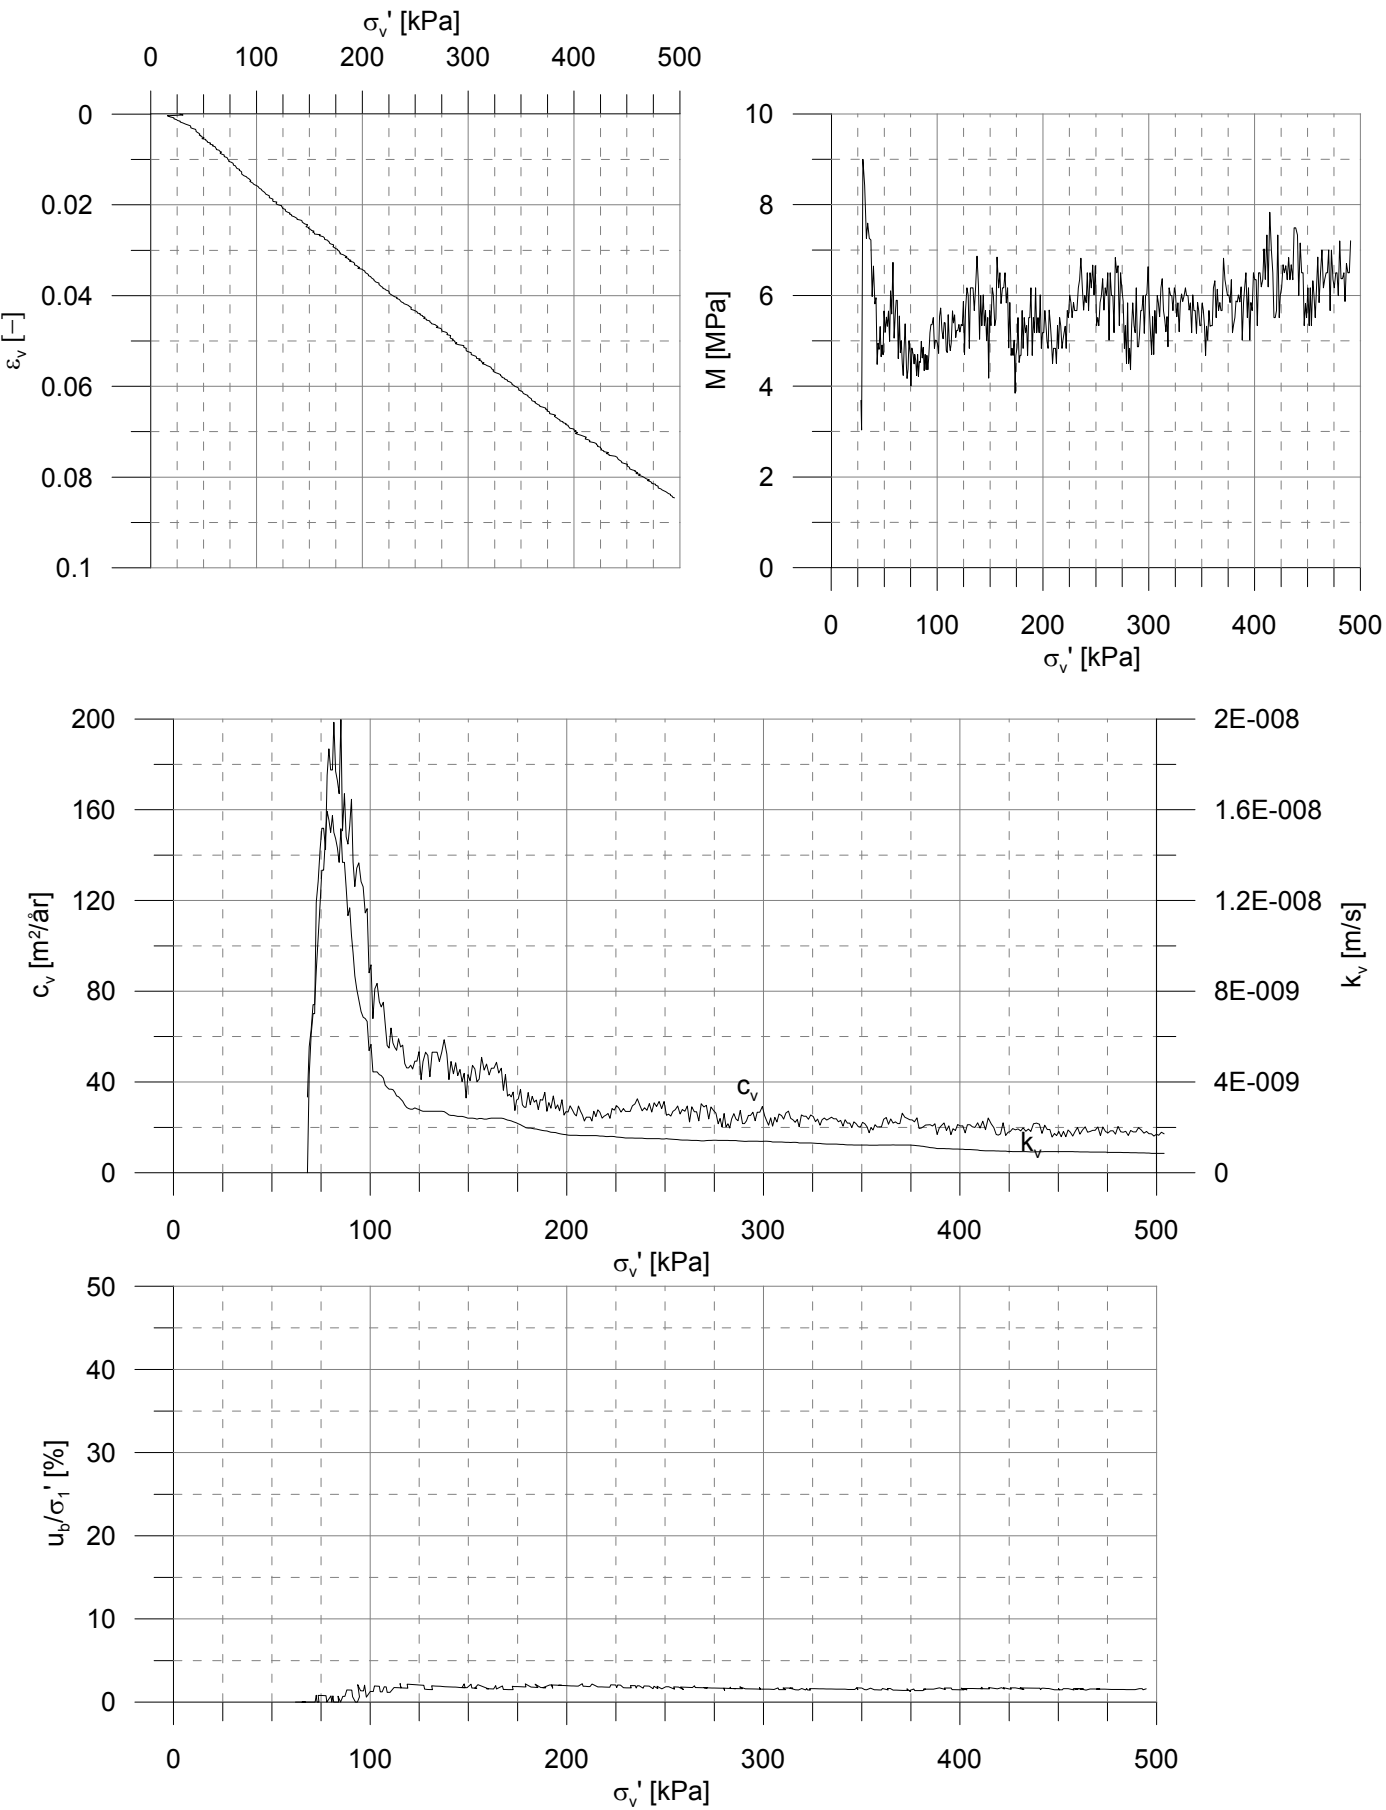 σv' [kPa]
0 100 200 300 400 500
0
0.02
0.04
0.06
0.08
0.1
εv [−]
10
8
6
4
2
0
M [MPa]
0 100 200 300 400 500
σv' [kPa]
200
160
120
80
40
0
cv [m²/år]
2E-008
1.6E-008
1.2E-008
8E-009
4E-009
0
kv [m/s]
cv
kv
0 100 200 300 400 500
σv' [kPa]
50
40
30
20
10
0
ub/σ1' [%]
0 100 200 300 400 500
σv' [kPa]